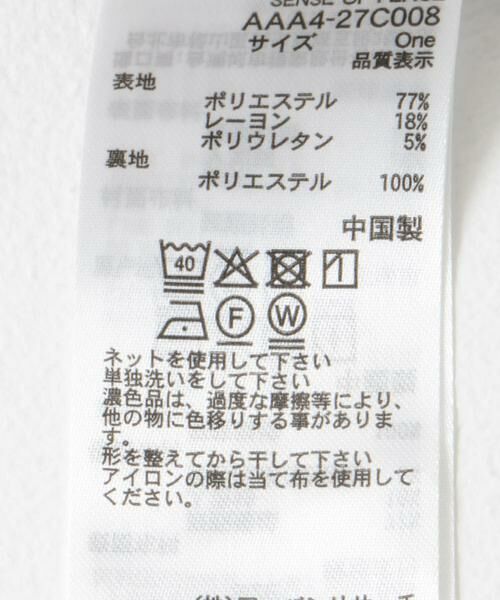 SENSE OF PLACE
AAA4-27C008
サイズ One
品質表示
表地
ポリエステル 77%
レーヨン 18%
ポリウレタン 5%
裏地
ポリエステル 100%
中国製
40
F W
ネットを使用して下さい
単独洗いをして下さい
濃色品は、過度な摩擦等により、
他の物に色移りする事がありま
す。
形を整えてから干して下さい
アイロンの際は当て布を使用して
ください。